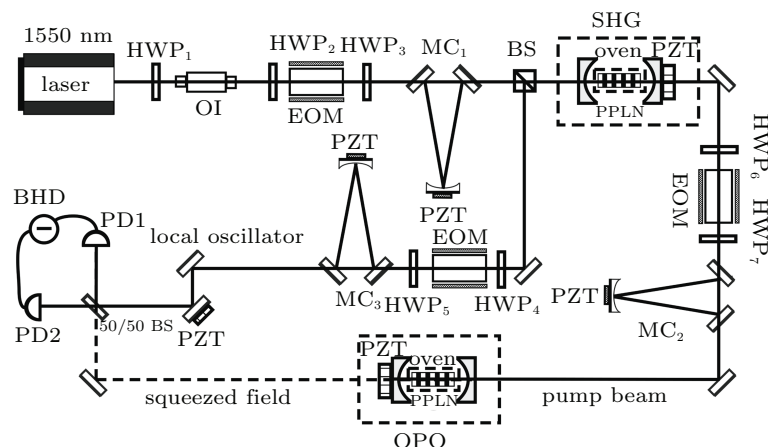 1550 nm
laser
HWP1
OI
HWP2
EOM
HWP3
MC1
BS
SHG
oven
PZT
PPLN
HWP6
EOM
HWP7
PZT
PZT
BHD
PD1
local oscillator
EOM
MC3
HWP5
HWP4
PZT
MC2
PD2
50/50 BS
PZT
PZT
oven
PPLN
squeezed field
pump beam
OPO